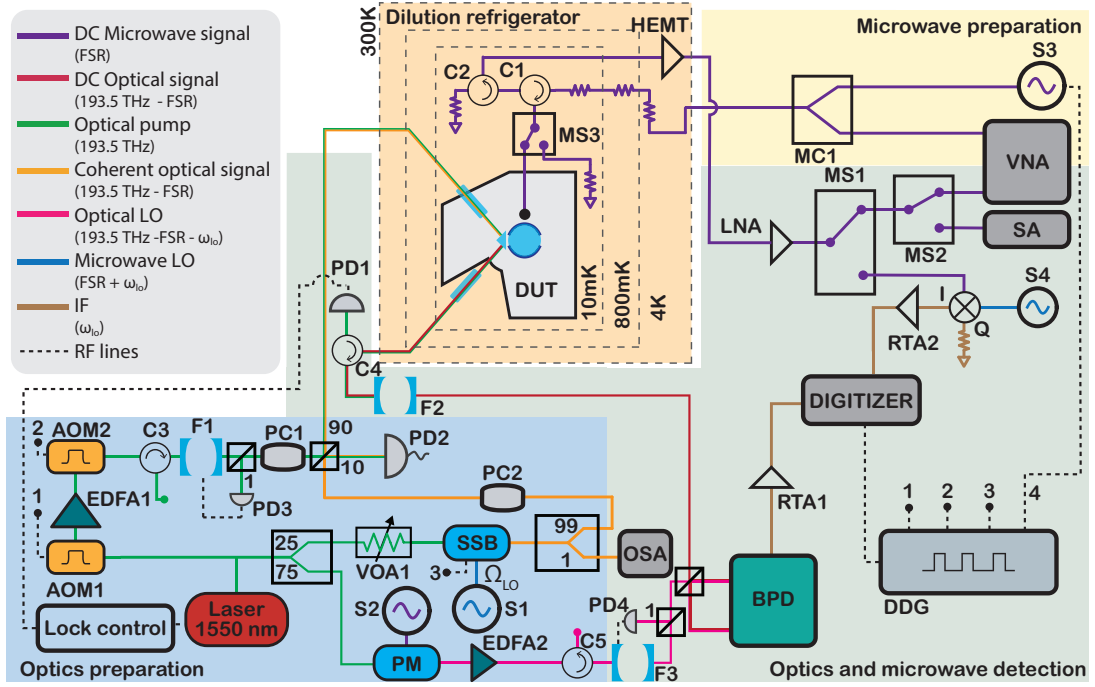 DC Microwave signal
(FSR)
DC Optical signal
(193.5 THz - FSR)
Optical pump
(193.5 THz)
Coherent optical signal
(193.5 THz - FSR)
Optical LO
(193.5 THz -FSR - ω_lo)
Microwave LO
(FSR + ω_lo)
IF
(ω_lo)
RF lines
300K
Dilution refrigerator
HEMT
C2
C1
MS3
DUT
10mK
800mK
4K
Microwave preparation
S3
MC1
VNA
MS1
MS2
SA
LNA
S4
I
Q
RTA2
DIGITIZER
RTA1
1
2
3
4
DDG
BPD
Optics and microwave detection
PD1
C4
F2
2
AOM2
C3
F1
PC1
90
10
PD2
1
PD3
1
EDFA1
AOM1
PC2
25
75
VOA1
SSB
99
1
OSA
3
Ω_LO
S2
S1
Laser
1550 nm
Lock control
PM
EDFA2
C5
PD4
1
F3
Optics preparation